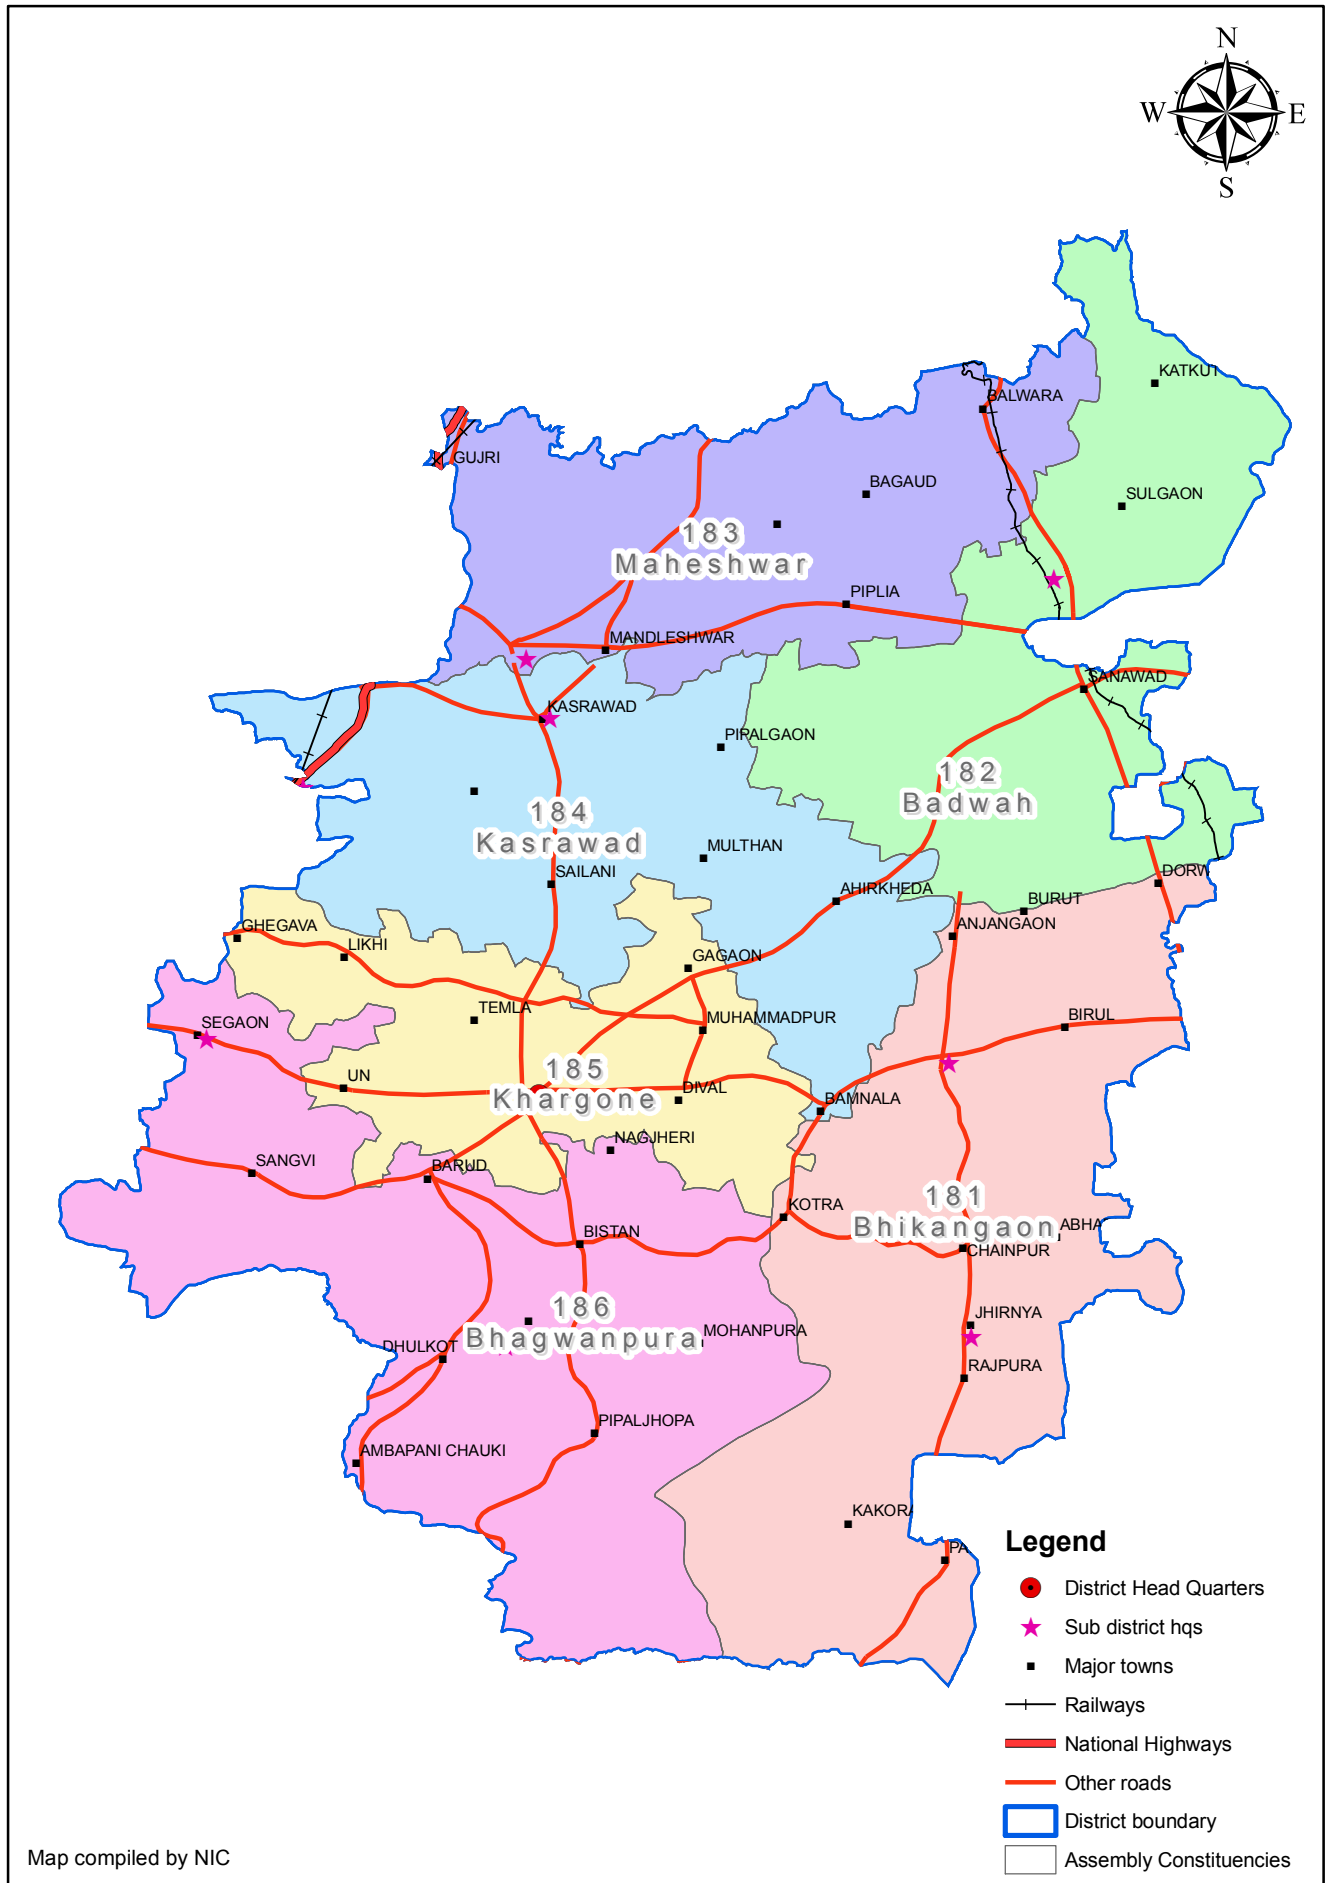 N
W E
S
KATKUT
BALWARA
GUJRI
BAGAUD
SULGAON
183
Maheshwar
PIPLIA
MANDLESHWAR
SANAWAD
KASRAWAD
PIPALGAON
182
Badwah
184
Kasrawad
MULTHAN
SAILANI
DORW
AHIRKHEDA
BURUT
GHEGAVA
ANJANGAON
LIKHI
GAGAON
TEMLA
MUHAMMADPUR
BIRUL
SEGAON
185
Khargone
UN
DIVAL
BAMNALA
NAGJHERI
SANGVI
BARUD
181
Bhikangaon
KOTRA
ABHA
BISTAN
CHAINPUR
186
Bhagwanpura
JHIRNYA
MOHANPURA
DHULKOT
RAJPURA
PIPALJHOPA
AMBAPANI CHAUKI
KAKORA
PA
Legend
District Head Quarters
Sub district hqs
Major towns
Railways
National Highways
Other roads
District boundary
Assembly Constituencies
Map compiled by NIC